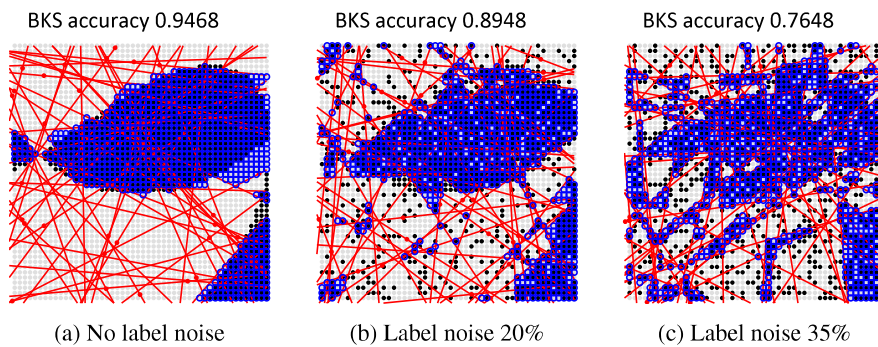 BKS accuracy 0.9468
BKS accuracy 0.8948
BKS accuracy 0.7648
(a) No label noise
(b) Label noise 20%
(c) Label noise 35%